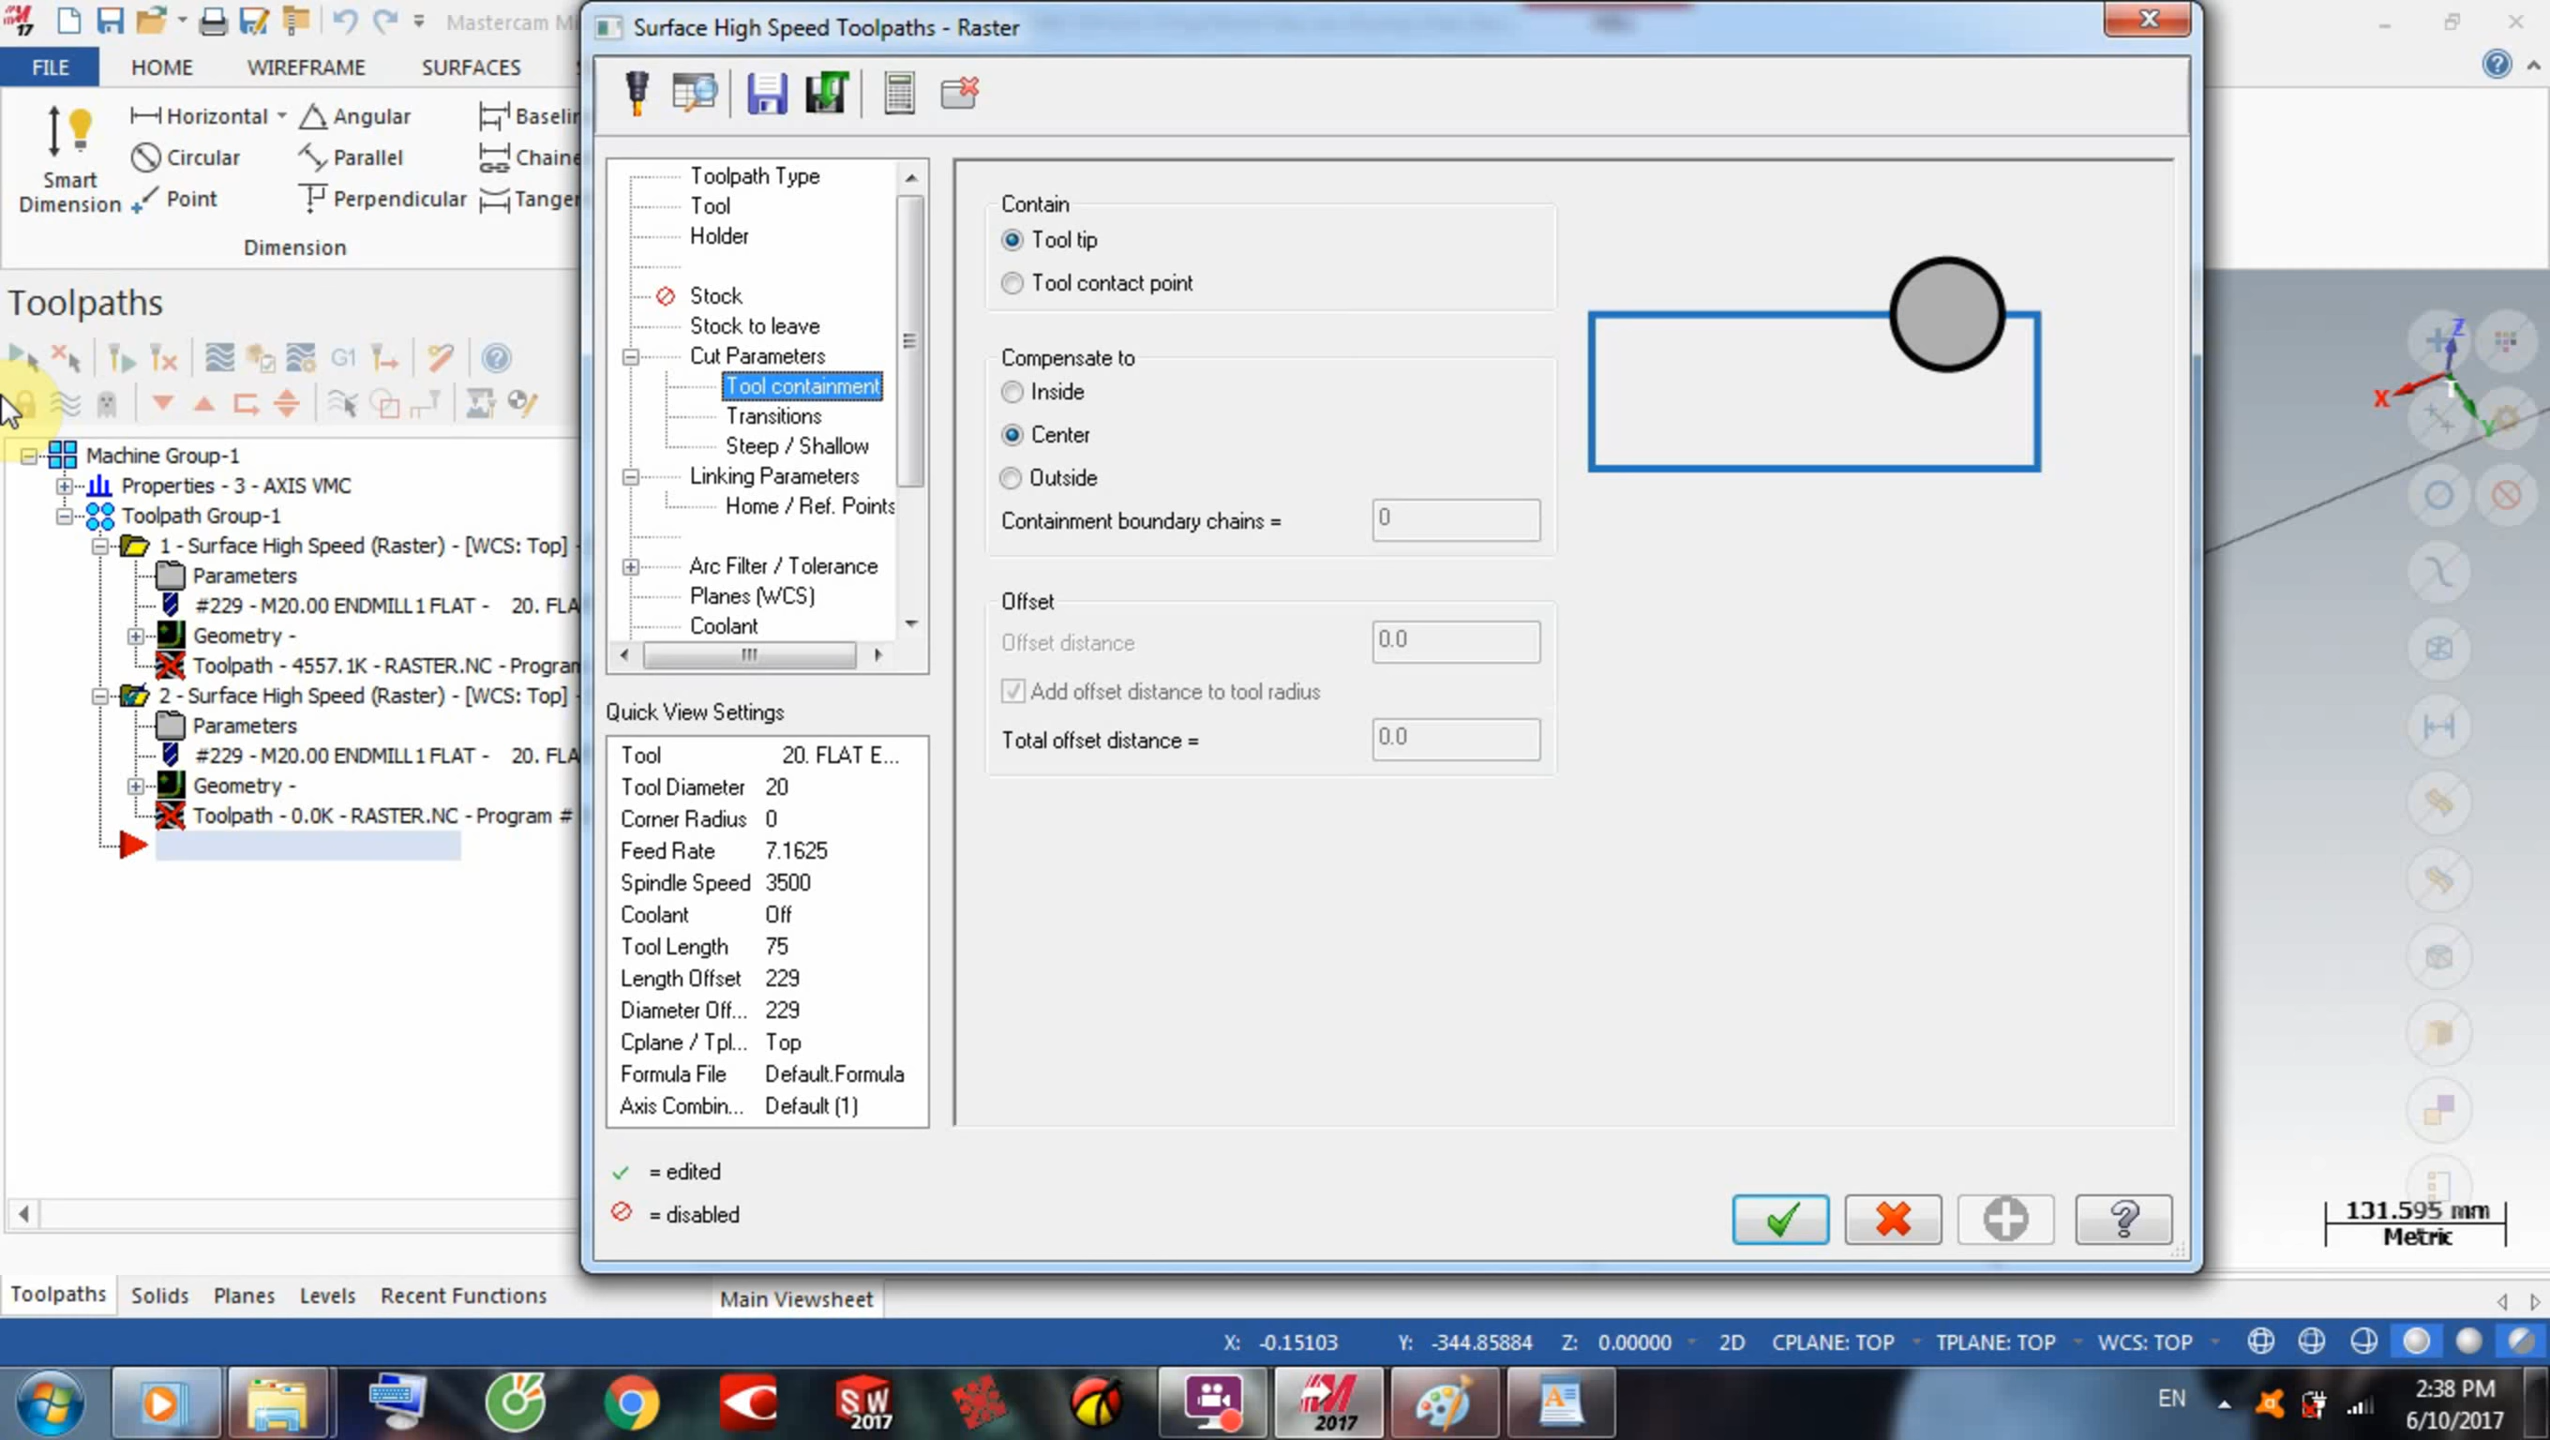 17
Mastercam Mi
Surface High Speed Toolpaths - Raster
FILE
HOME
WIREFRAME
SURFACES
Horizontal
Angular
Baselin
Circular
Parallel
Chaine
Smart
Dimension
Point
Perpendicular
Tanger
Dimension
Toolpaths
G1
Machine Group-1
Properties - 3 - AXIS VMC
Toolpath Group-1
1 - Surface High Speed (Raster) - [WCS: Top] -
Parameters
#229 - M20.00 ENDMILL1 FLAT - 20. FLA
Geometry -
Toolpath - 4557.1K - RASTER.NC - Program
2 - Surface High Speed (Raster) - [WCS: Top] -
Parameters
#229 - M20.00 ENDMILL1 FLAT - 20. FLA
Geometry -
Toolpath - 0.0K - RASTER.NC - Program #
Toolpath Type
Tool
Holder
Stock
Stock to leave
Cut Parameters
Tool containment
Transitions
Steep / Shallow
Linking Parameters
Home / Ref. Points
Arc Filter / Tolerance
Planes (WCS)
Coolant
Quick View Settings
Tool 20. FLAT E...
Tool Diameter 20
Corner Radius 0
Feed Rate 7.1625
Spindle Speed 3500
Coolant Off
Tool Length 75
Length Offset 229
Diameter Off... 229
Cplane / Tpl... Top
Formula File Default.Formula
Axis Combin... Default (1)
= edited
= disabled
Contain
Tool tip
Tool contact point
Compensate to
Inside
Center
Outside
Containment boundary chains = 0
Offset
Offset distance 0.0
Add offset distance to tool radius
Total offset distance = 0.0
Z
X
Y
131.595 mm
Metric
Toolpaths
Solids
Planes
Levels
Recent Functions
Main Viewsheet
X: -0.15103 Y: -344.85884 Z: 0.00000 2D CPLANE: TOP TPLANE: TOP WCS: TOP
SW
2017
2017
A
EN
2:38 PM
6/10/2017